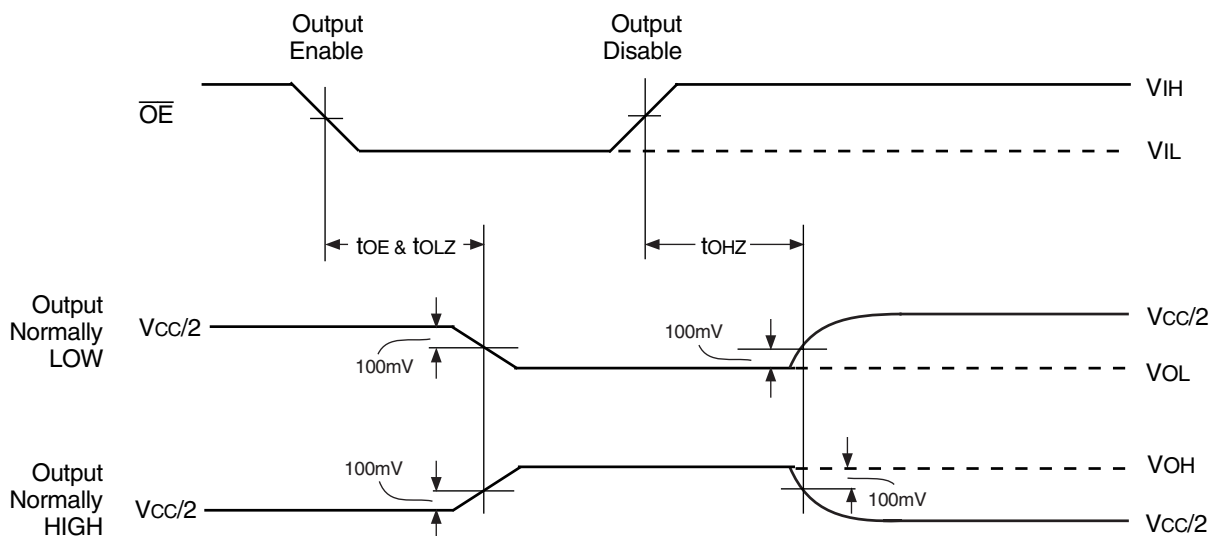 Output
Enable
Output
Disable
OE
VIH
VIL
tOE & tOLZ
tOHZ
Output
Normally
LOW
VCC/2
100mV
100mV
VCC/2
VOL
Output
Normally
HIGH
100mV
VCC/2
VOH
100mV
VCC/2